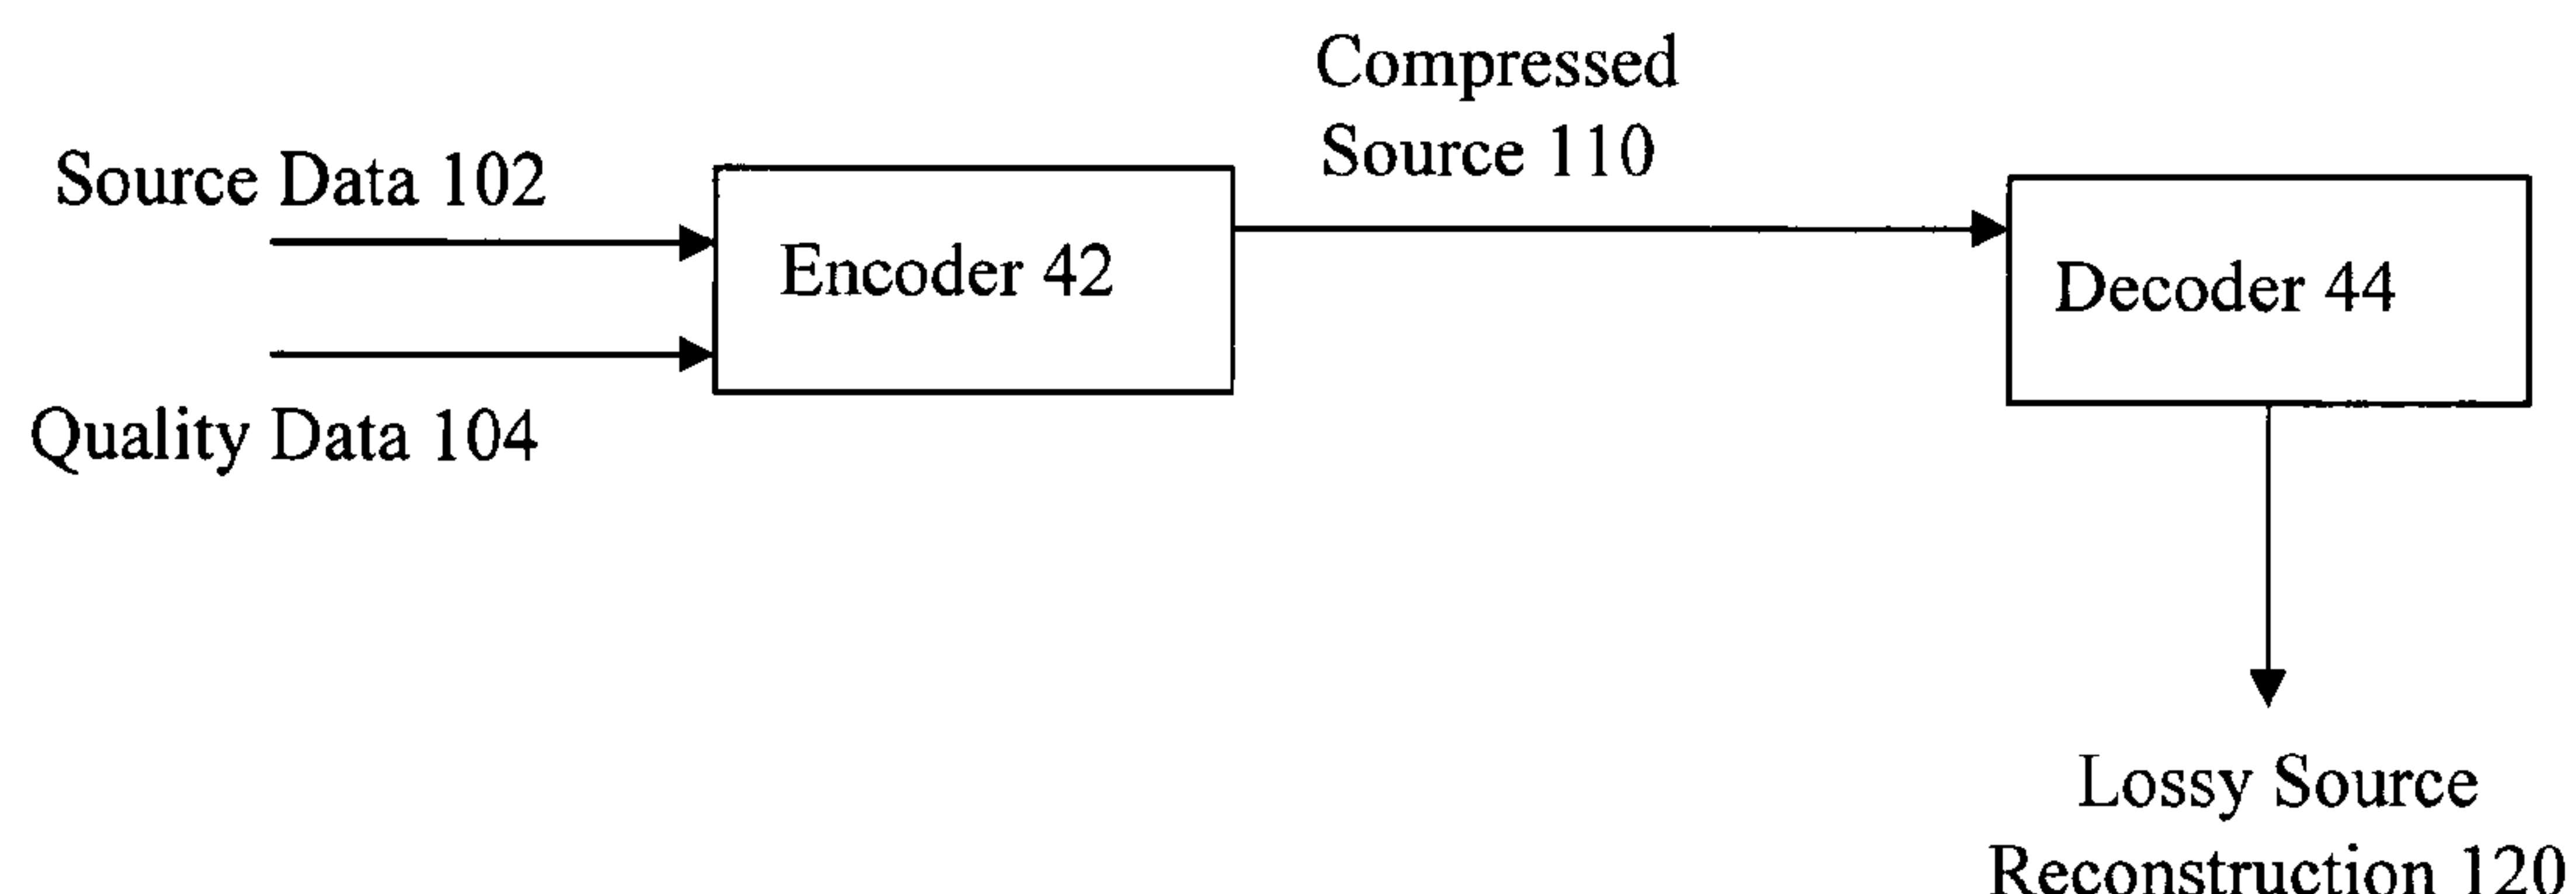 Compressed
Source 110
Source Data 102
Encoder 42
Decoder 44
Quality Data 104
Lossy Source
Reconstruction 120